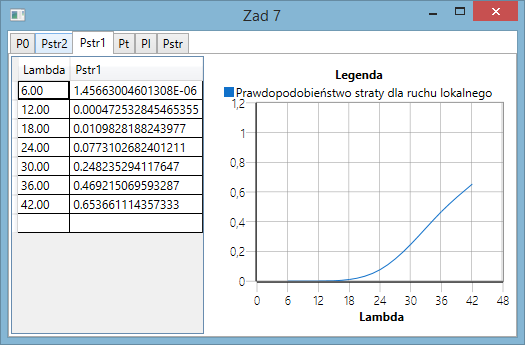 Zad 7
P0 Pstr2 Pstr1 Pt Pl Pstr
Lambda Pstr1
6.00 1.45663004601308E-06
12.00 0.000472532845465355
18.00 0.0109828188243977
24.00 0.0773102682401211
30.00 0.248235294117647
36.00 0.469215069593287
42.00 0.653661114357333
Legenda
Prawdopodobieństwo straty dla ruchu lokalnego
1,2
1
0,8
0,6
0,4
0,2
0
0 6 12 18 24 30 36 42 48
Lambda